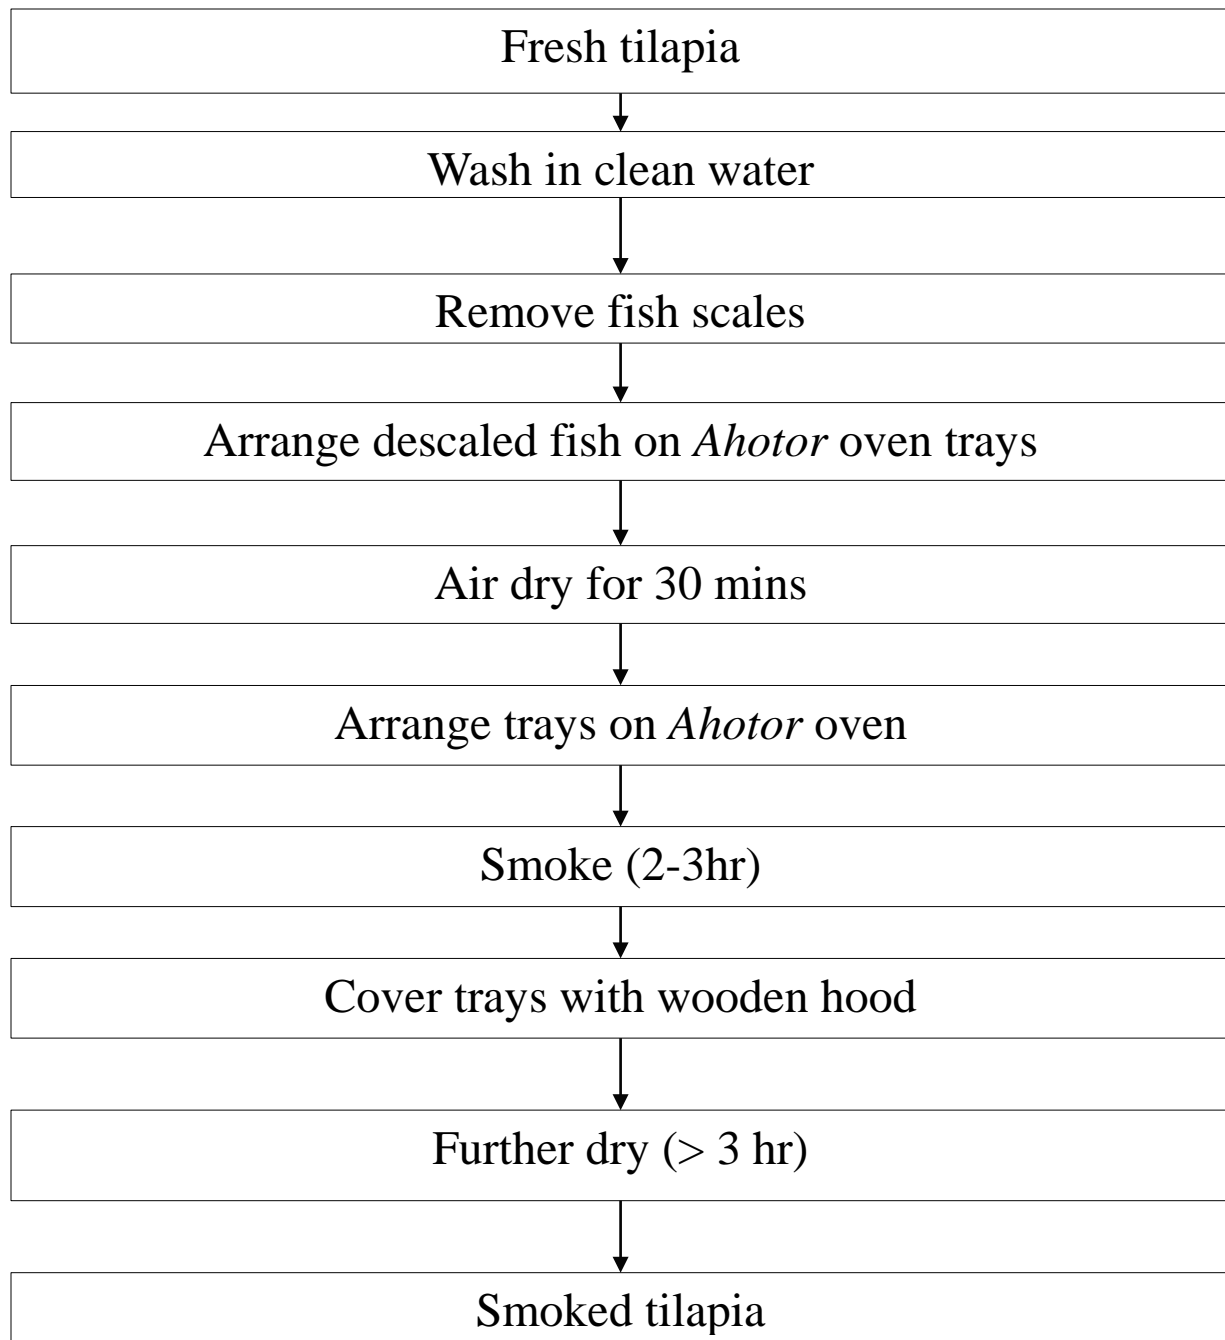 Fresh tilapia
Wash in clean water
Remove fish scales
Arrange descaled fish on Ahotor oven trays
Air dry for 30 mins
Arrange trays on Ahotor oven
Smoke (2-3hr)
Cover trays with wooden hood
Further dry (> 3 hr)
Smoked tilapia